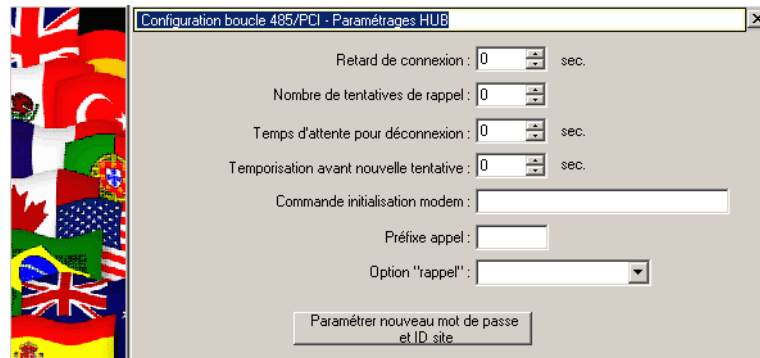 Configuration boucle 485/PCI - Paramétrages HUB
Retard de connexion : 0 sec.
Nombre de tentatives de rappel : 0
Temps d'attente pour déconnexion : 0 sec.
Temporisation avant nouvelle tentative : 0 sec.
Commande initialisation modem :
Préfixe appel :
Option "rappel" :
Paramétrer nouveau mot de passe
et ID site